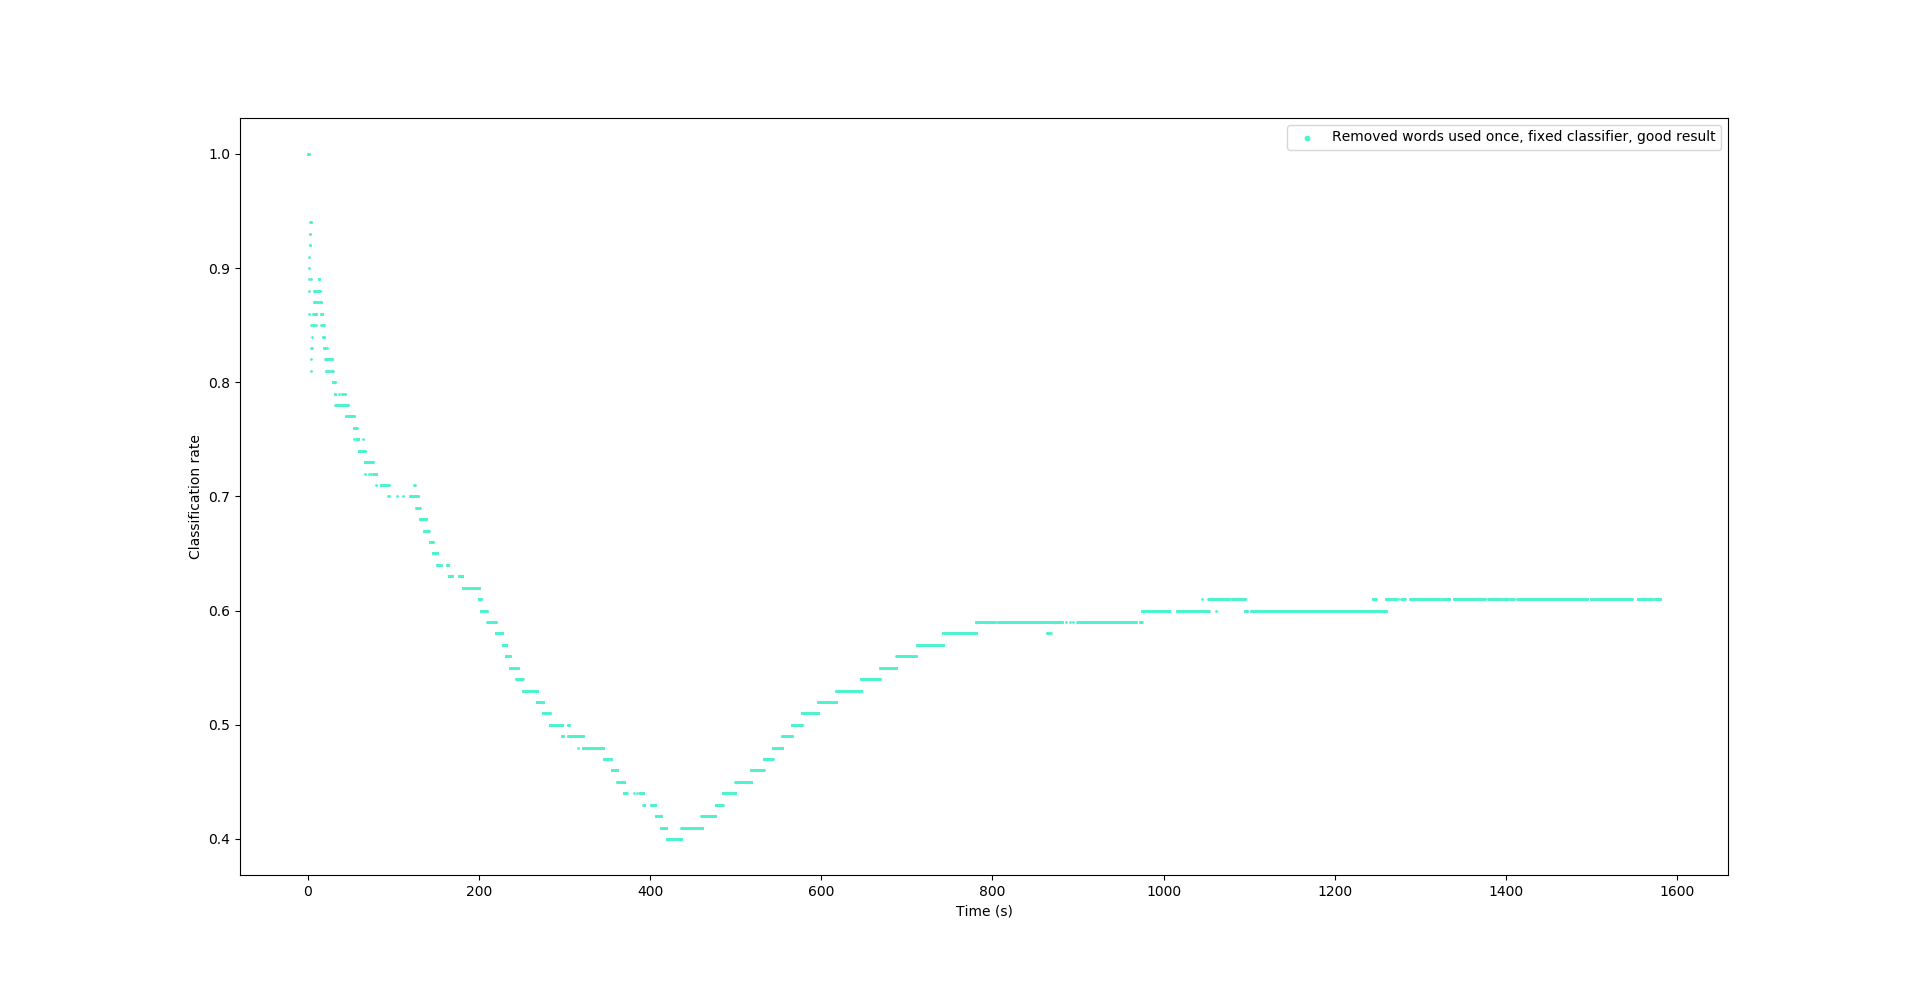 Removed words used once, fixed classifier, good result
1.0
0.9
0.8
0.7
0.6
0.5
0.4
Classification rate
0 200 400 600 800 1000 1200 1400 1600
Time (s)